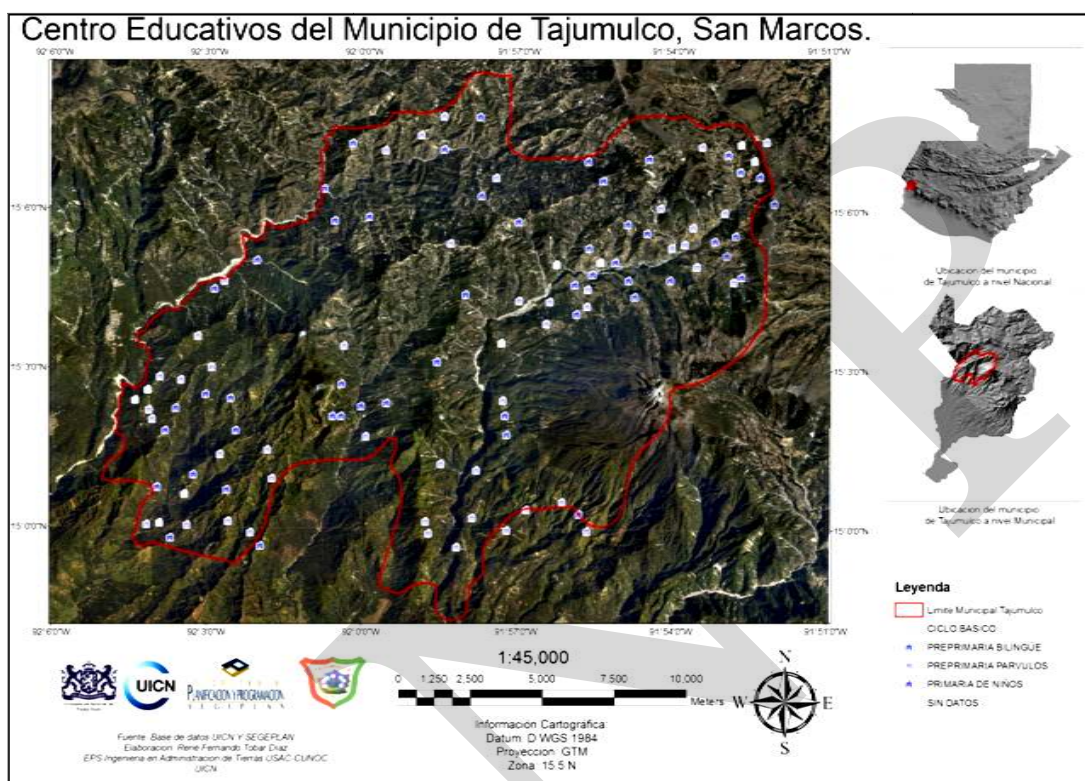 Centro Educativos del Municipio de Tajumulco, San Marcos.
92°6'0"W 92°3'0"W 92°0'0"W 91°57'0"W 91°54'0"W 91°51'0"W
15°6'0"N 15°6'0"N
15°3'0"N 15°3'0"N
15°0'0"N 15°0'0"N
92°6'0"W 92°3'0"W 92°0'0"W 91°57'0"W 91°54'0"W 91°51'0"W
Ubicacion del municipio
de Tajumulco a nivel Nacional
Ubicacion del municipio
de Tajumulco a nivel Municipal
Leyenda
Limite Municipal Tajumulco
CICLO BASICO
PREPRIMARIA BILINGÜE
PREPRIMARIA PARVULOS
PRIMARIA DE NIÑOS
SIN DATOS
UICN
PLANIFICACION Y PROGRAMACION
SEGEPLAN
1:45,000
0 1,250 2,500 5,000 7,500 10,000
Meters
N
W E
S
Información Cartográfica:
Datum: D WGS 1984
Proyeccion: GTM
Zona: 15.5 N
Fuente: Base de datos UICN Y SEGEPLAN
Elaboracion: René Fernando Tobar Diaz
EPS Ingenieria en Administracion de Tierras USAC-CUNOC
UICN